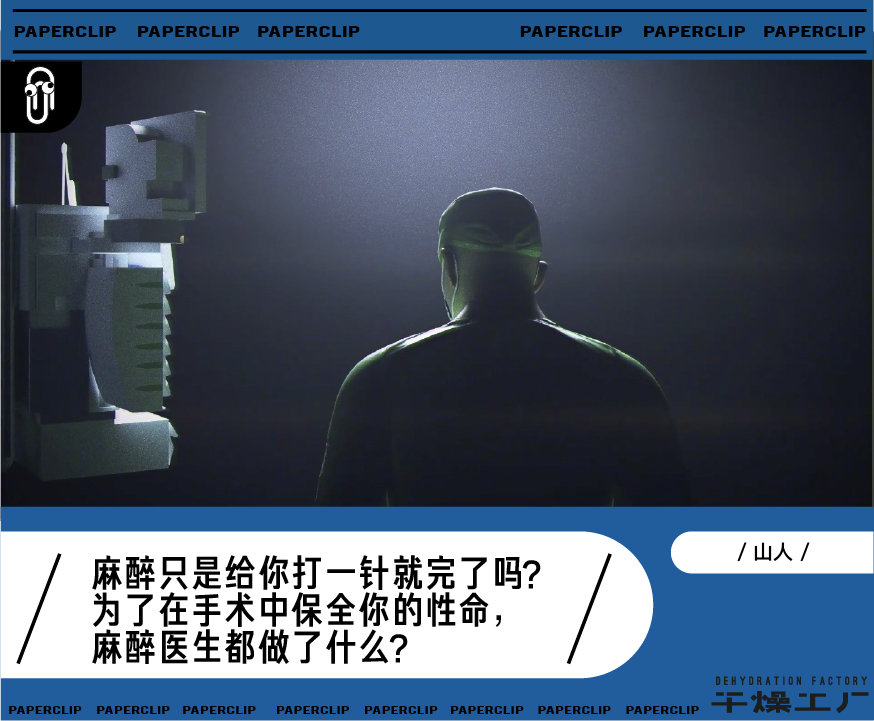 PAPERCLIP PAPERCLIP PAPERCLIP PAPERCLIP PAPERCLIP PAPERCLIP
麻醉只是给你打一针就完了吗?
为了在手术中保全你的性命，
麻醉医生都做了什么?
/ 山人 /
DEHYDRATION FACTORY
干燥工厂
PAPERCLIP PAPERCLIP PAPERCLIP PAPERCLIP PAPERCLIP PAPERCLIP PAPERCLIP PAPERCLIP